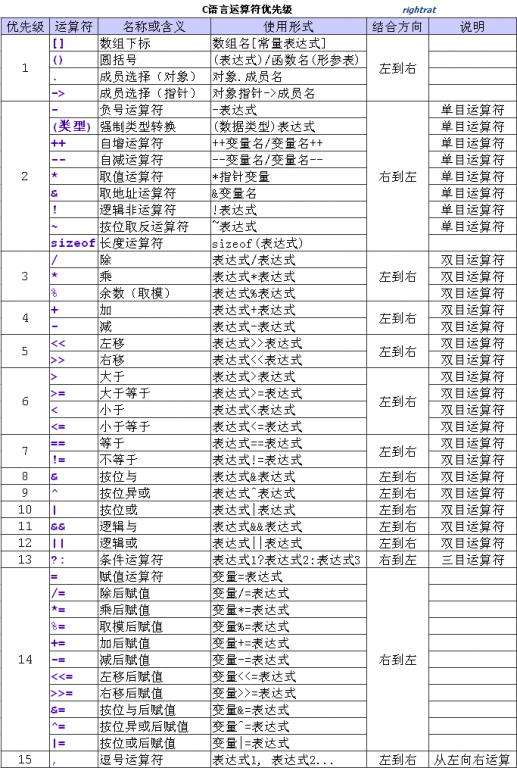 C语言运算符优先级 rightrat
优先级 运算符 名称或含义 使用形式 结合方向 说明
1 [] 数组下标 数组名[常量表达式] 左到右
() 圆括号 (表达式)/函数名(形参表)
. 成员选择（对象） 对象.成员名
-> 成员选择（指针） 对象指针->成员名
2 - 负号运算符 -表达式 右到左 单目运算符
(类型) 强制类型转换 (数据类型)表达式 单目运算符
++ 自增运算符 ++变量名/变量名++ 单目运算符
-- 自减运算符 --变量名/变量名-- 单目运算符
* 取值运算符 *指针变量 单目运算符
& 取地址运算符 &变量名 单目运算符
! 逻辑非运算符 !表达式 单目运算符
~ 按位取反运算符 ~表达式 单目运算符
sizeof 长度运算符 sizeof(表达式)
3 / 除 表达式/表达式 左到右 双目运算符
* 乘 表达式*表达式 双目运算符
% 余数（取模） 表达式%表达式 双目运算符
4 + 加 表达式+表达式 左到右 双目运算符
- 减 表达式-表达式 双目运算符
5 << 左移 表达式>>表达式 左到右 双目运算符
>> 右移 表达式<<表达式 双目运算符
6 > 大于 表达式>表达式 左到右 双目运算符
>= 大于等于 表达式>=表达式 双目运算符
< 小于 表达式<表达式 双目运算符
<= 小于等于 表达式<=表达式 双目运算符
7 == 等于 表达式==表达式 左到右 双目运算符
!= 不等于 表达式!=表达式 双目运算符
8 & 按位与 表达式&表达式 左到右 双目运算符
9 ^ 按位异或 表达式^表达式 左到右 双目运算符
10 | 按位或 表达式|表达式 左到右 双目运算符
11 && 逻辑与 表达式&&表达式 左到右 双目运算符
12 || 逻辑或 表达式||表达式 左到右 双目运算符
13 ?: 条件运算符 表达式1?表达式2:表达式3 右到左 三目运算符
14 = 赋值运算符 变量=表达式 右到左
/= 除后赋值 变量/=表达式
*= 乘后赋值 变量*=表达式
%= 取模后赋值 变量%=表达式
+= 加后赋值 变量+=表达式
-= 减后赋值 变量-=表达式
<<= 左移后赋值 变量<<=表达式
>>= 右移后赋值 变量>>=表达式
&= 按位与后赋值 变量&=表达式
^= 按位异或后赋值 变量^=表达式
|= 按位或后赋值 变量|=表达式
15 , 逗号运算符 表达式1, 表达式2... 左到右 从左向右运算